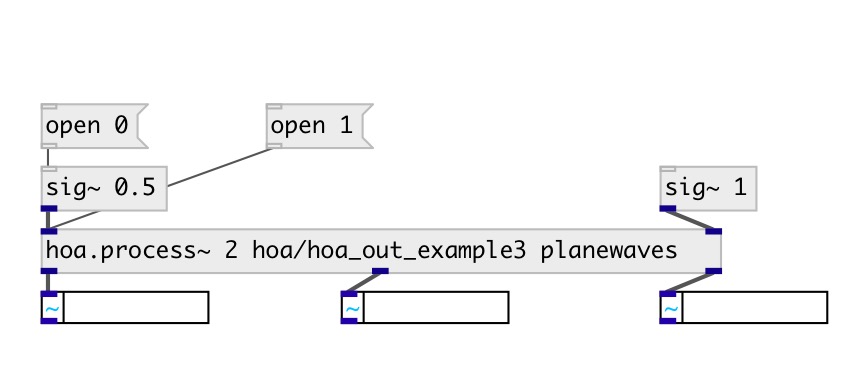 open 0
open 1
sig~ 0.5
sig~ 1
hoa.process~ 2 hoa/hoa_out_example3 planewaves
~
~
~